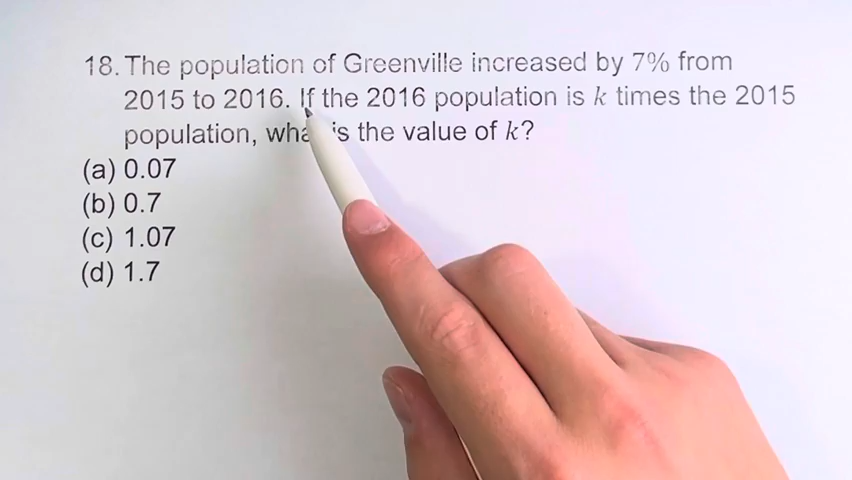 18. The population of Greenville increased by 7% from
2015 to 2016. If the 2016 population is k times the 2015
population, is the value of k?
(a) 0.07
(b) 0.7
(c) 1.07
(d) 1.7